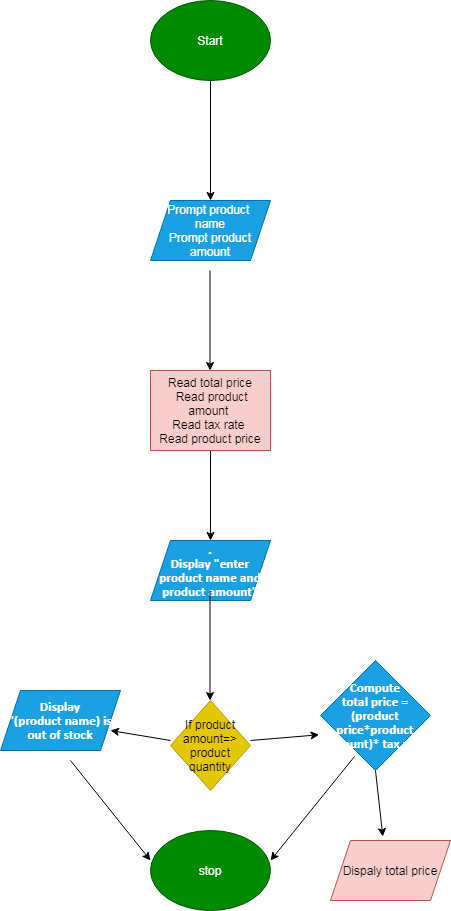 Start
Prompt product
name
Prompt product
amount
Read total price
Read product
amount
Read tax rate
Read product price
-
Display "enter
product name and
product amount"
If product
amount=>
product
quantity
Display
"(product name) is
out of stock
Compute
total price =
(product
price*product
unt)* tax
stop
Dispaly total price